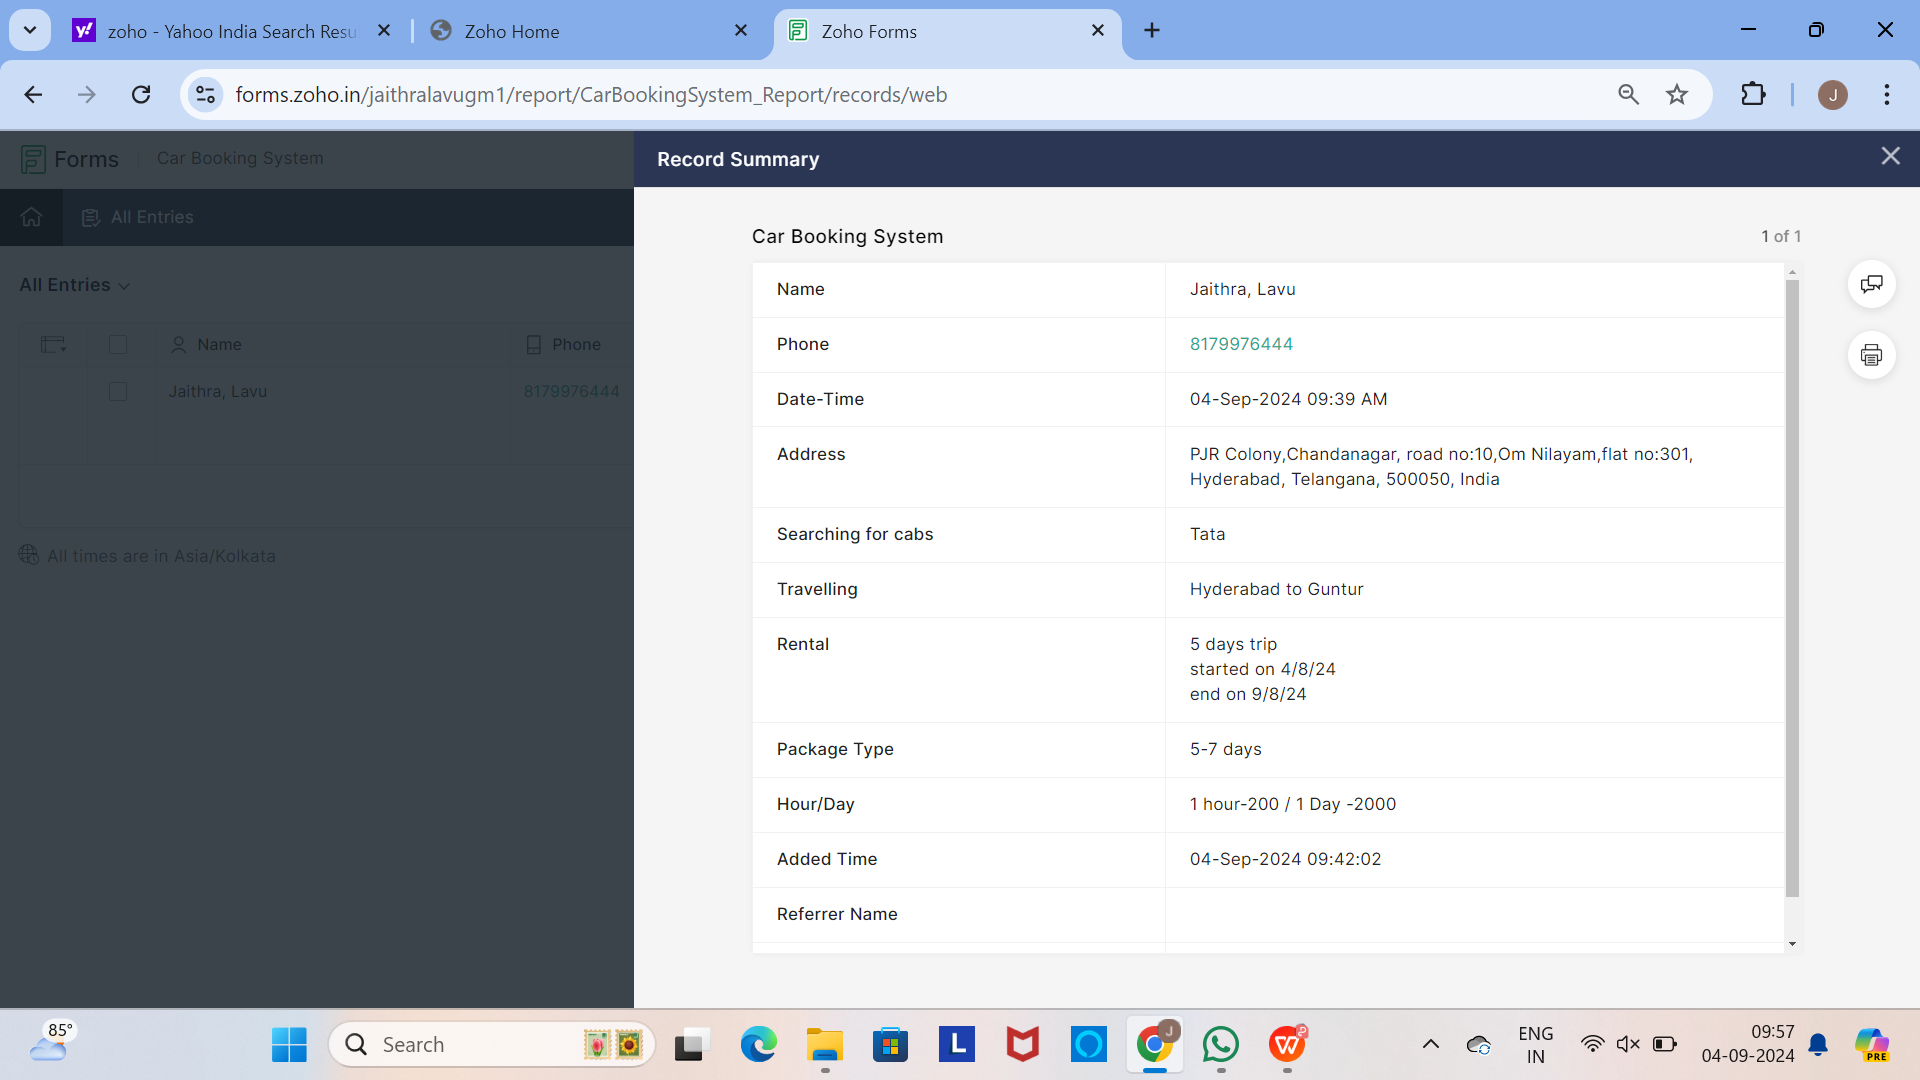 zoho - Yahoo India Search Resu
Zoho Home
Zoho Forms
forms.zoho.in/jaithralavugm1/report/CarBookingSystem_Report/records/web
J
Forms
Car Booking System
Record Summary
All Entries
Car Booking System
1 of 1
All Entries
Name
Phone
Jaithra, Lavu
8179976444
All times are in Asia/Kolkata
Name
Jaithra, Lavu
Phone
8179976444
Date-Time
04-Sep-2024 09:39 AM
Address
PJR Colony,Chandanagar, road no:10,Om Nilayam,flat no:301,
Hyderabad, Telangana, 500050, India
Searching for cabs
Tata
Travelling
Hyderabad to Guntur
Rental
5 days trip
started on 4/8/24
end on 9/8/24
Package Type
5-7 days
Hour/Day
1 hour-200 / 1 Day -2000
Added Time
04-Sep-2024 09:42:02
Referrer Name
85°
Search
L
J
W
ENG
IN
09:57
04-09-2024
PRE